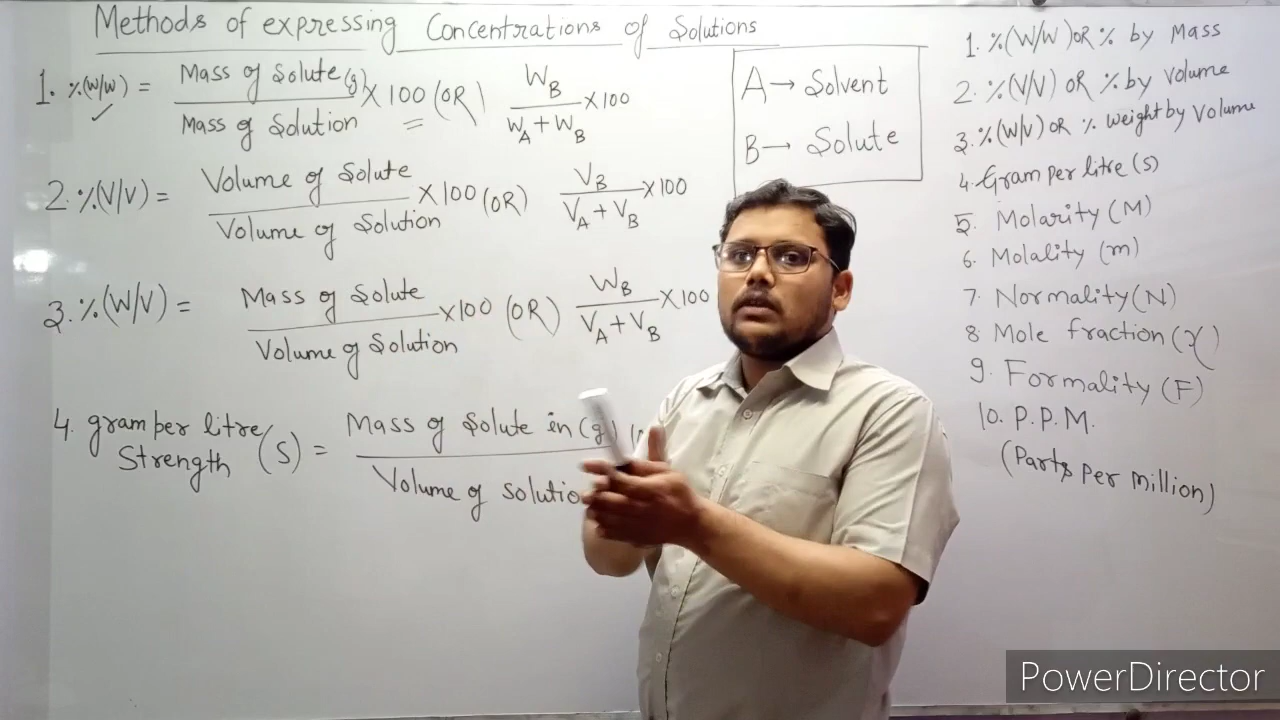 Methods of expressing Concentrations of Solutions
1. %(W/W) = Mass of Solute(g) / Mass of Solution X 100 (OR) W_B / W_A + W_B X 100
2. %(V/V) = Volume of Solute / Volume of Solution X 100 (OR) V_B / V_A + V_B X 100
3. %(W/V) = Mass of Solute / Volume of Solution X 100 (OR) W_B / V_A + V_B X 100
4. gram per litre Strength (S) = Mass of Solute in (g) / Volume of solutio
A → Solvent
B → Solute
1. %(W/W) OR % by Mass
2. %(V/V) OR % by Volume
3. %(W/V) OR % Weight by Volume
4. Gram per litre (S)
5. Molarity (M)
6. Molality (m)
7. Normality (N)
8 Mole fraction (χ)
9. Formality (F)
10. P.P.M.
(Parts Per Million)
PowerDirector